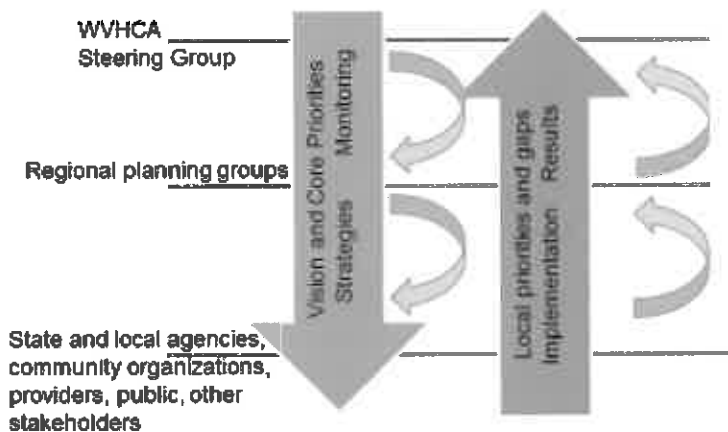 WVHCA
Steering Group
Regional planning groups
State and local agencies,
community organizations,
providers, public, other
stakeholders
Vision and Core Priorities
Strategies Monitoring
Local priorities and gaps
Implementation Results